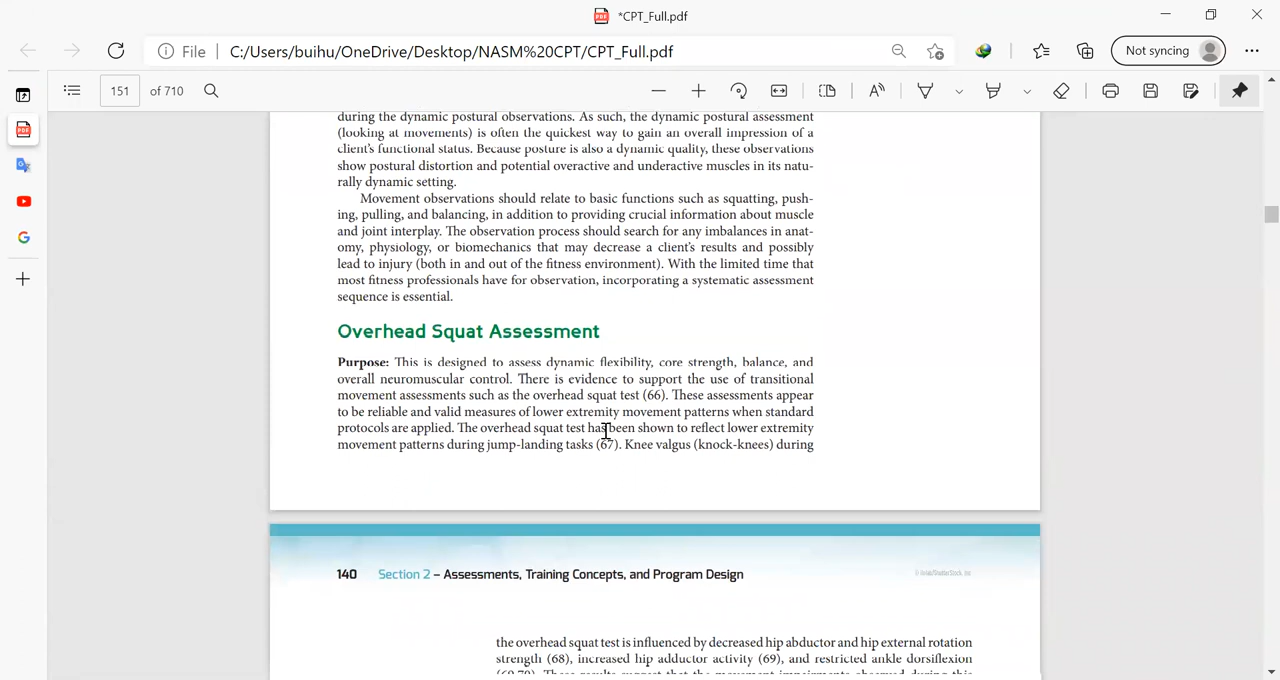 *CPT_Full.pdf
File C:/Users/buihu/OneDrive/Desktop/NASM%20CPT/CPT_Full.pdf Not syncing
151 of 710
during the dynamic postural observations. As such, the dynamic postural assessment
(looking at movements) is often the quickest way to gain an overall impression of a
client's functional status. Because posture is also a dynamic quality, these observations
show postural distortion and potential overactive and underactive muscles in its natu-
rally dynamic setting.
Movement observations should relate to basic functions such as squatting, push-
ing, pulling, and balancing, in addition to providing crucial information about muscle
and joint interplay. The observation process should search for any imbalances in anat-
omy, physiology, or biomechanics that may decrease a client's results and possibly
lead to injury (both in and out of the fitness environment). With the limited time that
most fitness professionals have for observation, incorporating a systematic assessment
sequence is essential.
Overhead Squat Assessment
Purpose: This is designed to assess dynamic flexibility, core strength, balance, and
overall neuromuscular control. There is evidence to support the use of transitional
movement assessments such as the overhead squat test (66). These assessments appear
to be reliable and valid measures of lower extremity movement patterns when standard
protocols are applied. The overhead squat test has been shown to reflect lower extremity
movement patterns during jump-landing tasks (67). Knee valgus (knock-knees) during
140 Section 2 – Assessments, Training Concepts, and Program Design
the overhead squat test is influenced by decreased hip abductor and hip external rotation
strength (68), increased hip adductor activity (69), and restricted ankle dorsiflexion
(69,70). These results suggest that the movement impairments observed during this